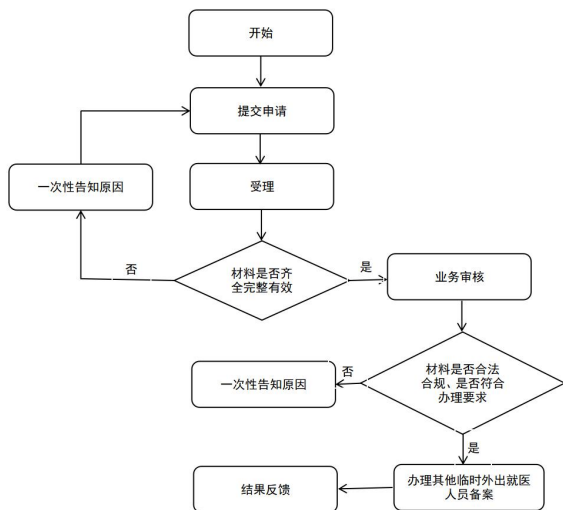 开始
提交申请
一次性告知原因
受理
否
材料是否齐
全完整有效
是
业务审核
一次性告知原因
否
材料是否合法
合规、是否符合
办理要求
是
结果反馈
办理其他临时外出就医
人员备案